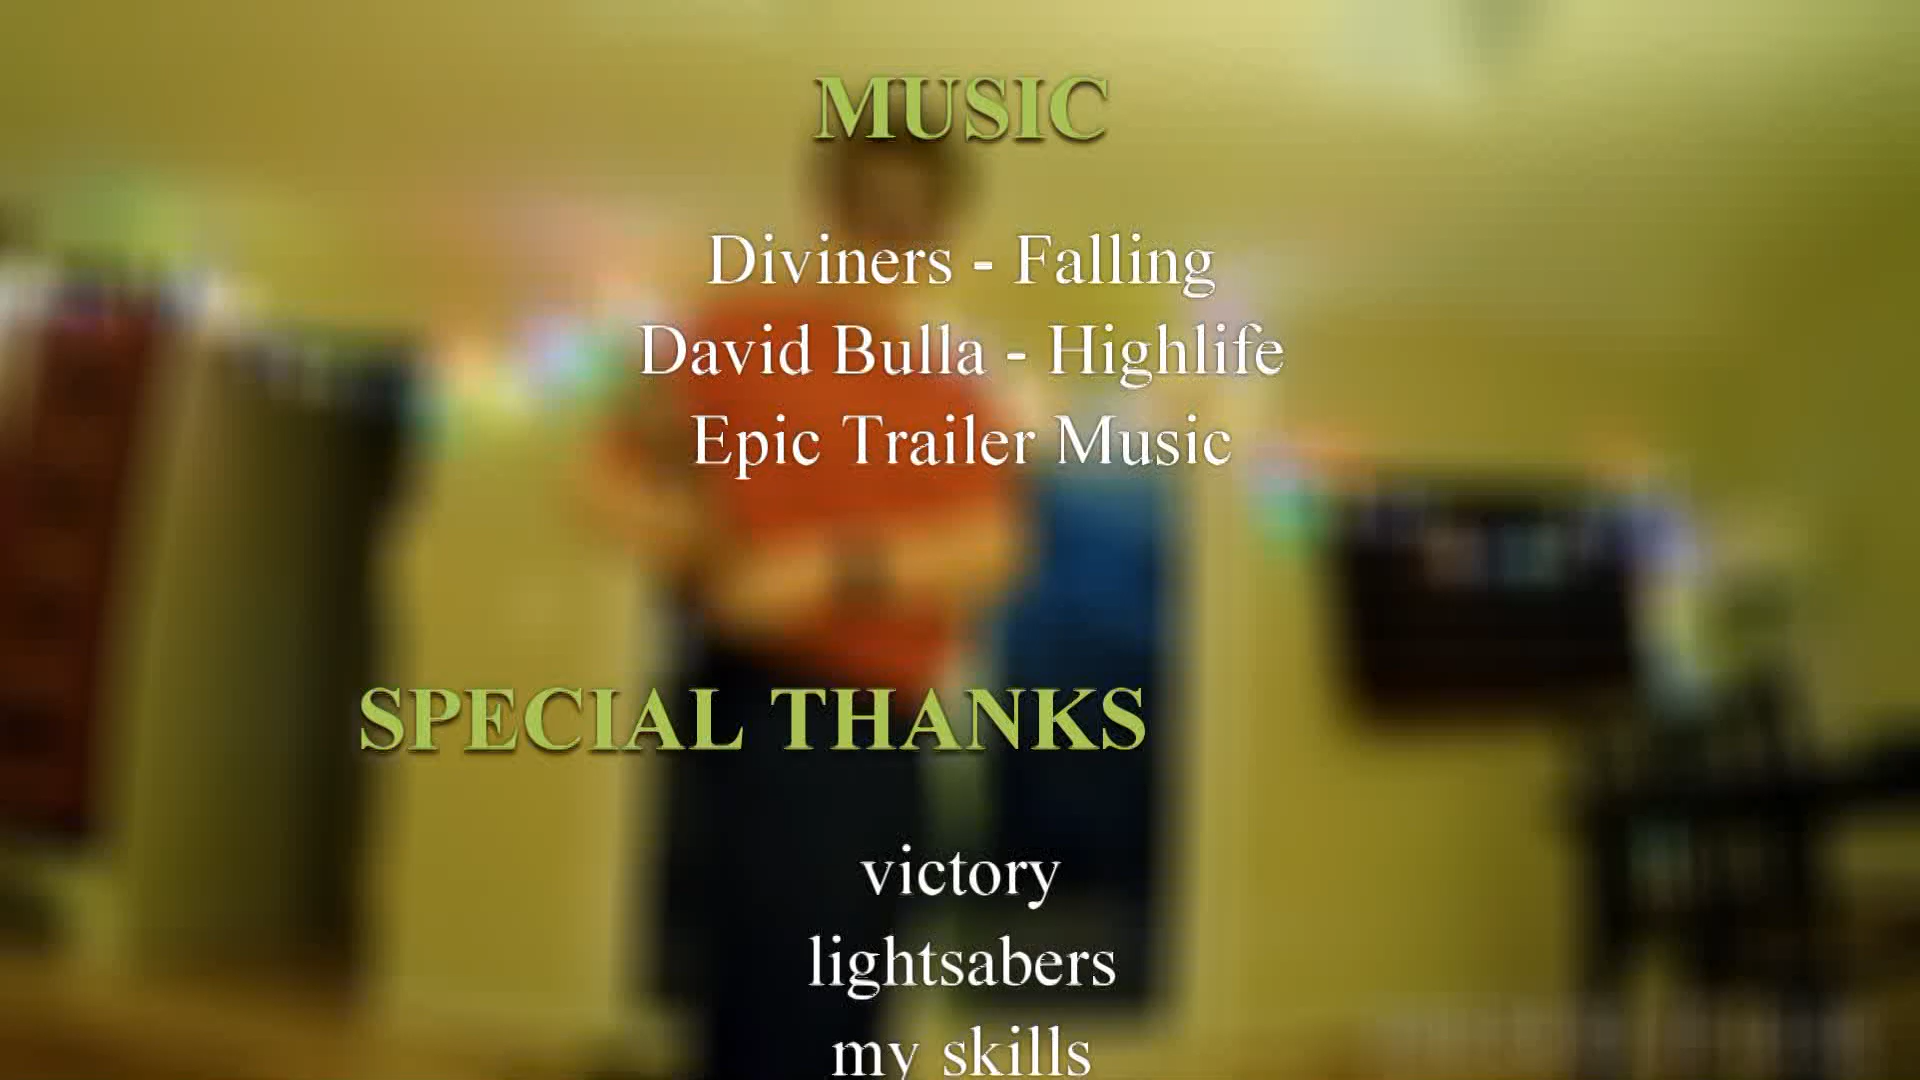 MUSIC
Diviners - Falling
David Bulla - Highlife
Epic Trailer Music
SPECIAL THANKS
victory
lightsabers
my skills